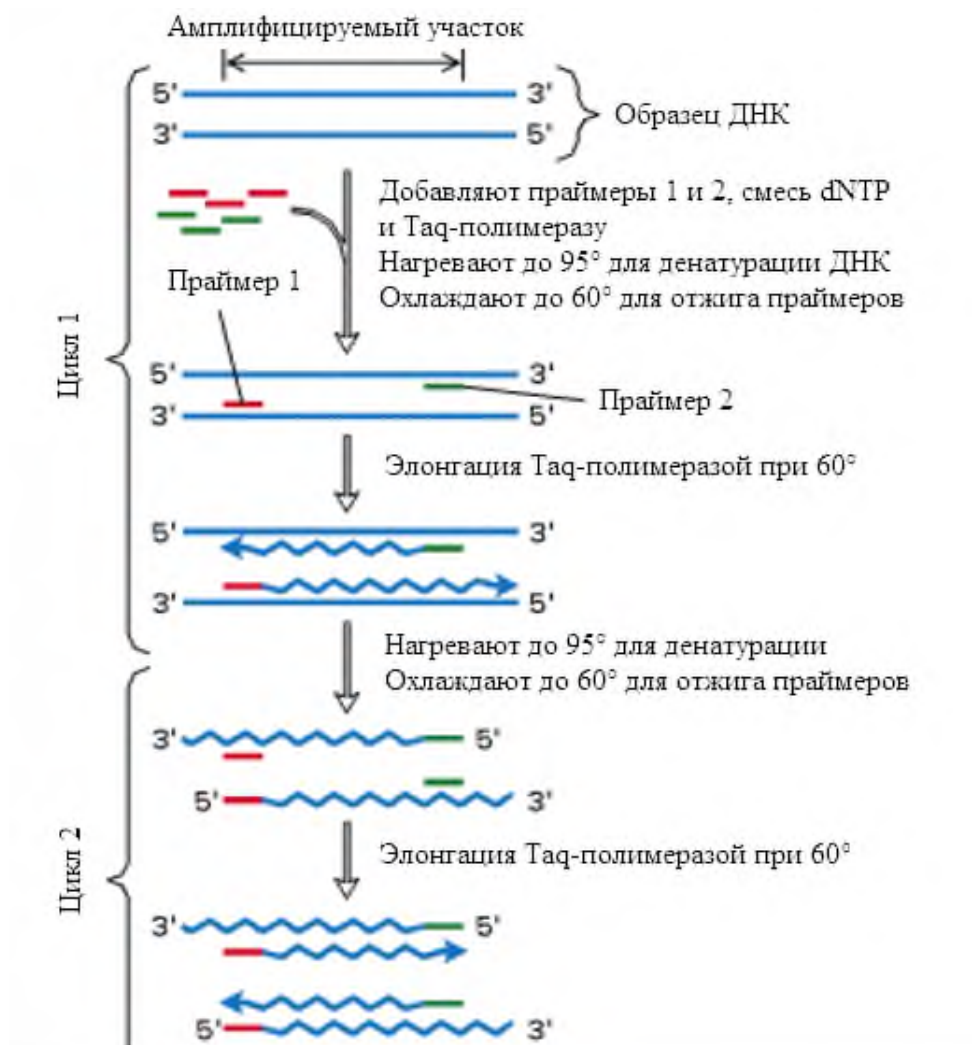 Амплифицируемый участок
5' 3'
Образец ДНК
3' 5'
Добавляют праймеры 1 и 2, смесь dNTP
и Taq-полимеразу
Нагревают до 95° для денатурации ДНК
Охлаждают до 60° для отжига праймеров
Праймер 1
Цикл 1
5' 3'
Праймер 2
3' 5'
Элонгация Taq-полимеразой при 60°
5' 3'
3' 5'
Нагревают до 95° для денатурации
Охлаждают до 60° для отжига праймеров
3' 5'
5' 3'
Цикл 2
Элонгация Taq-полимеразой при 60°
3' 5'
5' 3'